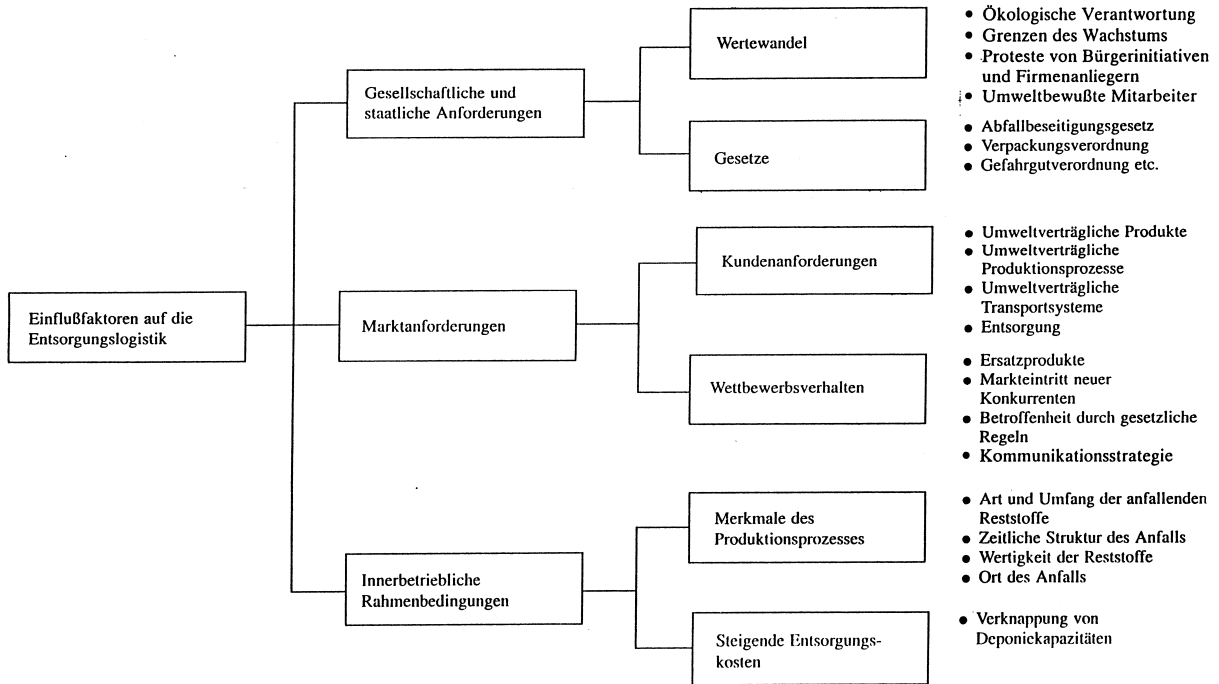 Einflußfaktoren auf die
Entsorgungslogistik
Gesellschaftliche und
staatliche Anforderungen
Wertewandel
• Ökologische Verantwortung
• Grenzen des Wachstums
• Proteste von Bürgerinitiativen
und Firmenanliegern
• Umweltbewußte Mitarbeiter
Gesetze
• Abfallbeseitigungsgesetz
• Verpackungsverordnung
• Gefahrgutverordnung etc.
Marktanforderungen
Kundenanforderungen
• Umweltverträgliche Produkte
• Umweltverträgliche
Produktionsprozesse
• Umweltverträgliche
Transportsysteme
• Entsorgung
Wettbewerbsverhalten
• Ersatzprodukte
• Markteintritt neuer
Konkurrenten
• Betroffenheit durch gesetzliche
Regeln
• Kommunikationsstrategie
Innerbetriebliche
Rahmenbedingungen
Merkmale des
Produktionsprozesses
• Art und Umfang der anfallenden
Reststoffe
• Zeitliche Struktur des Anfalls
• Wertigkeit der Reststoffe
• Ort des Anfalls
Steigende Entsorgungs-
kosten
• Verknappung von
Deponiekapazitäten